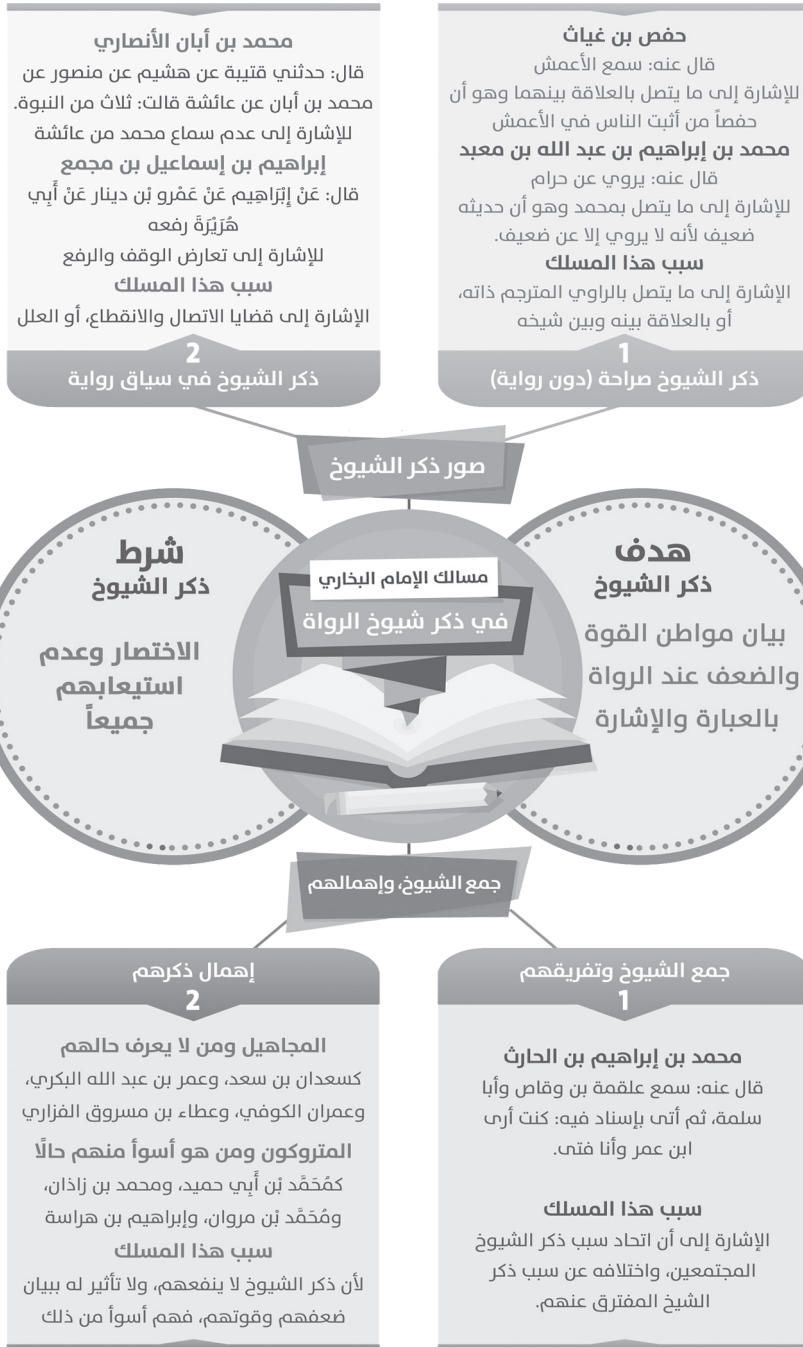 حفص بن غياث
قال عنه: سمع الأعمش
للإشارة إلى ما يتصل بالعلاقة بينهما وهو أن
حفصاً من أثبت الناس في الأعمش
محمد بن إبراهيم بن عبد الله بن معبد
قال عنه: يروي عن حرام
للإشارة إلى ما يتصل بمحمد وهو أن حديثه
ضعيف لأنه لا يروي إلا عن ضعيف.
سبب هذا المسلك
الإشارة إلى ما يتصل بالراوي المترجم ذاته،
أو بالعلاقة بينه وبين شيخه
1
ذكر الشيوخ صراحة (دون رواية)
محمد بن أبان الأنصاري
قال: حدثني قتيبة عن هشيم عن منصور عن
محمد بن أبان عن عائشة قالت: ثلاث من النبوة.
للإشارة إلى عدم سماع محمد من عائشة
إبراهيم بن إسماعيل بن مجمع
قال: عَنْ إِبْرَاهِيم عَنْ عَمْرو بْن دينار عَنْ أَبِي
هُرَيْرَةَ رفعه
للإشارة إلى تعارض الوقف والرفع
سبب هذا المسلك
الإشارة إلى قضايا الاتصال والانقطاع، أو العلل
2
ذكر الشيوخ في سياق رواية
صور ذكر الشيوخ
هدف
ذكر الشيوخ
بيان مواطن القوة
والضعف عند الرواة
بالعبارة والإشارة
مسالك الإمام البخاري
في ذكر شيوخ الرواة
شرط
ذكر الشيوخ
الاختصار وعدم
استيعابهم
جميعاً
جمع الشيوخ، وإهمالهم
جمع الشيوخ وتفريقهم
1
محمد بن إبراهيم بن الحارث
قال عنه: سمع علقمة بن وقاص وأبا
سلمة، ثم أتى بإسناد فيه: كنت أرى
ابن عمر وأنا فتى.
سبب هذا المسلك
الإشارة إلى أن اتحاد سبب ذكر الشيوخ
المجتمعين، واختلافه عن سبب ذكر
الشيخ المفترق عنهم.
إهمال ذكرهم
2
المجاهيل ومن لا يعرف حالهم
كسعدان بن سعد، وعمر بن عبد الله البكري،
وعمران الكوفي، وعطاء بن مسروق الفزاري
المتروكون ومن هو أسوأ منهم حالًا
كمُحَمَّد بْن أَبِي حميد، ومحمد بن زاذان،
ومُحَمَّد بْن مروان، وإبراهيم بن هراسة
سبب هذا المسلك
لأن ذكر الشيوخ لا ينفعهم، ولا تأثير له ببيان
ضعفهم وقوتهم، فهم أسوأ من ذلك